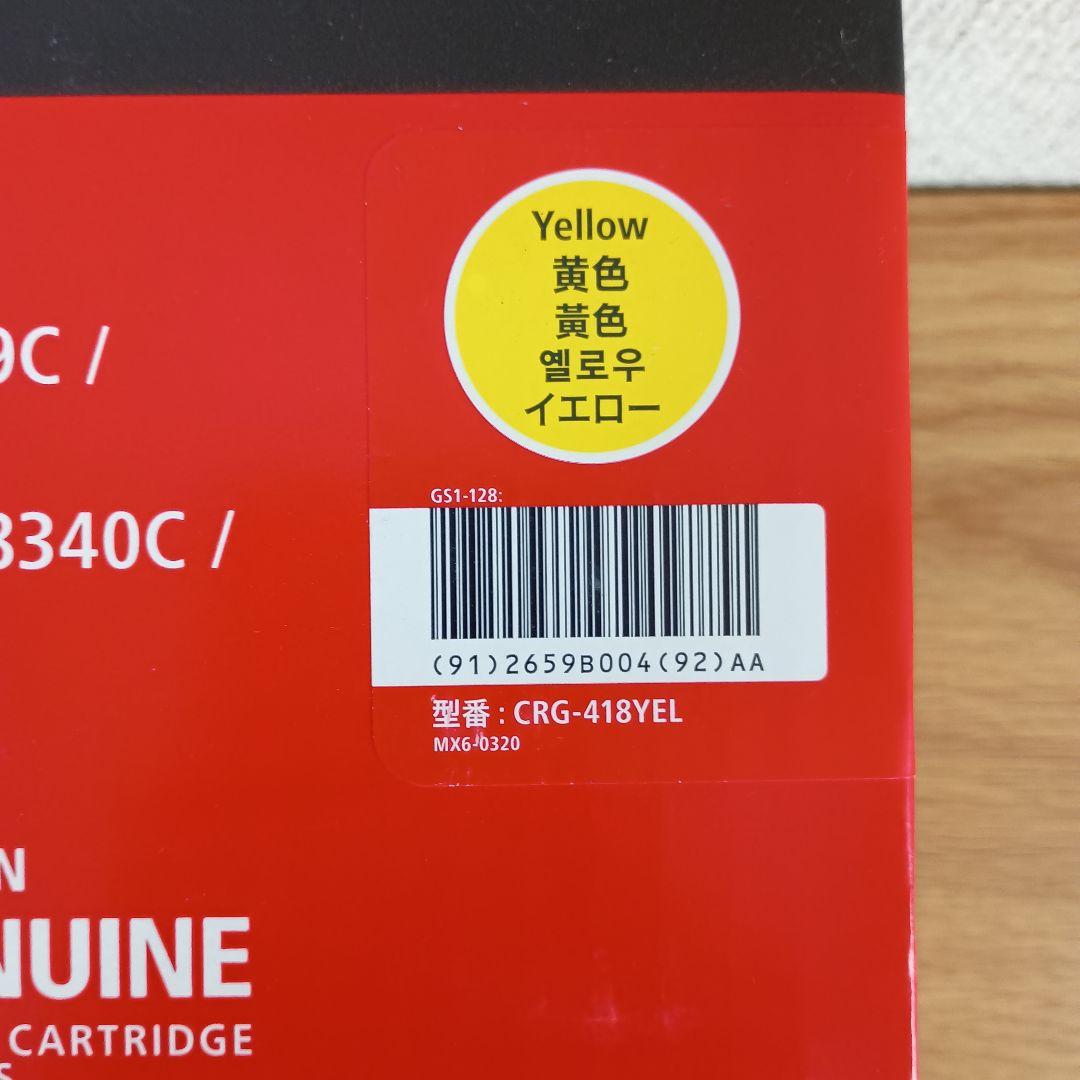 Yellow
黄色
黃色
옐로우
イエロー
9C /
GS1-128:
8340C /
(91)2659B004(92)AA
型番 : CRG-418YEL
MX6-0320
N
NUINE
CARTRIDGE
S